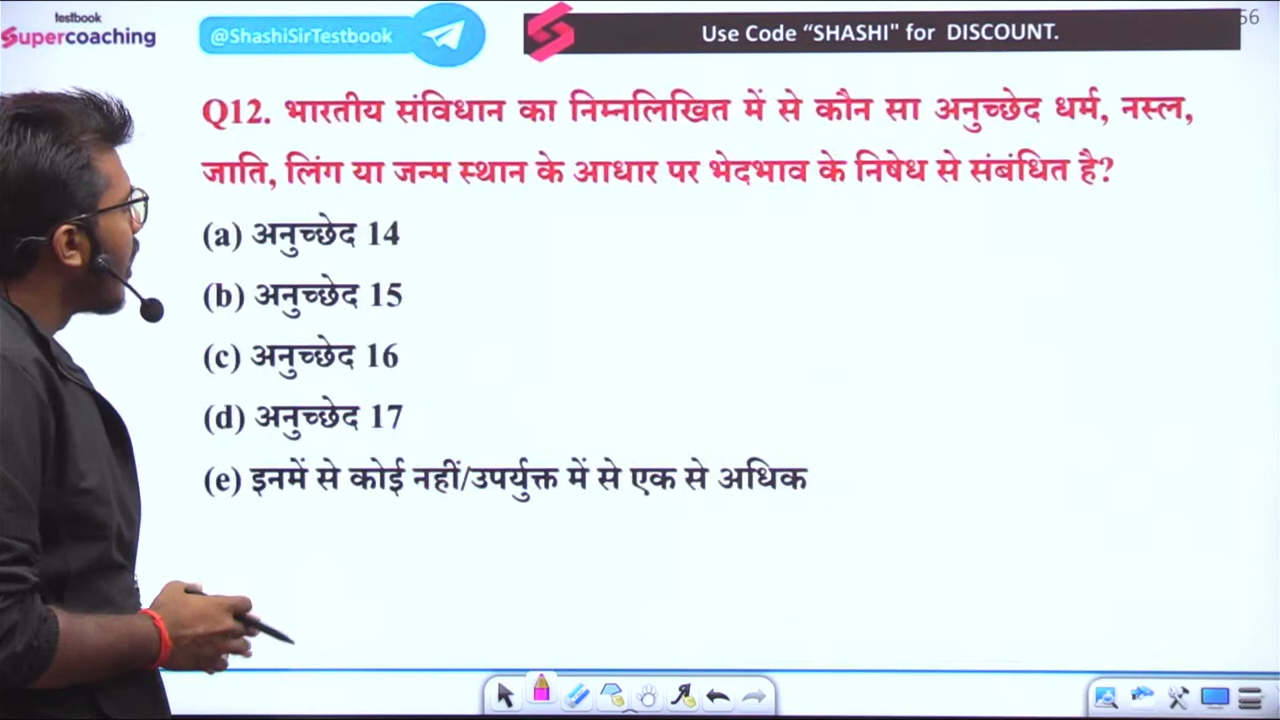 testbook
Supercoaching
@ShashiSirTestbook
Use Code “SHASHI" for DISCOUNT.
56
Q12. भारतीय संविधान का निम्नलिखित में से कौन सा अनुच्छेद धर्म, नस्ल,
जाति, लिंग या जन्म स्थान के आधार पर भेदभाव के निषेध से संबंधित है?
(a) अनुच्छेद 14
(b) अनुच्छेद 15
(c) अनुच्छेद 16
(d) अनुच्छेद 17
(e) इनमें से कोई नहीं/उपर्युक्त में से एक से अधिक